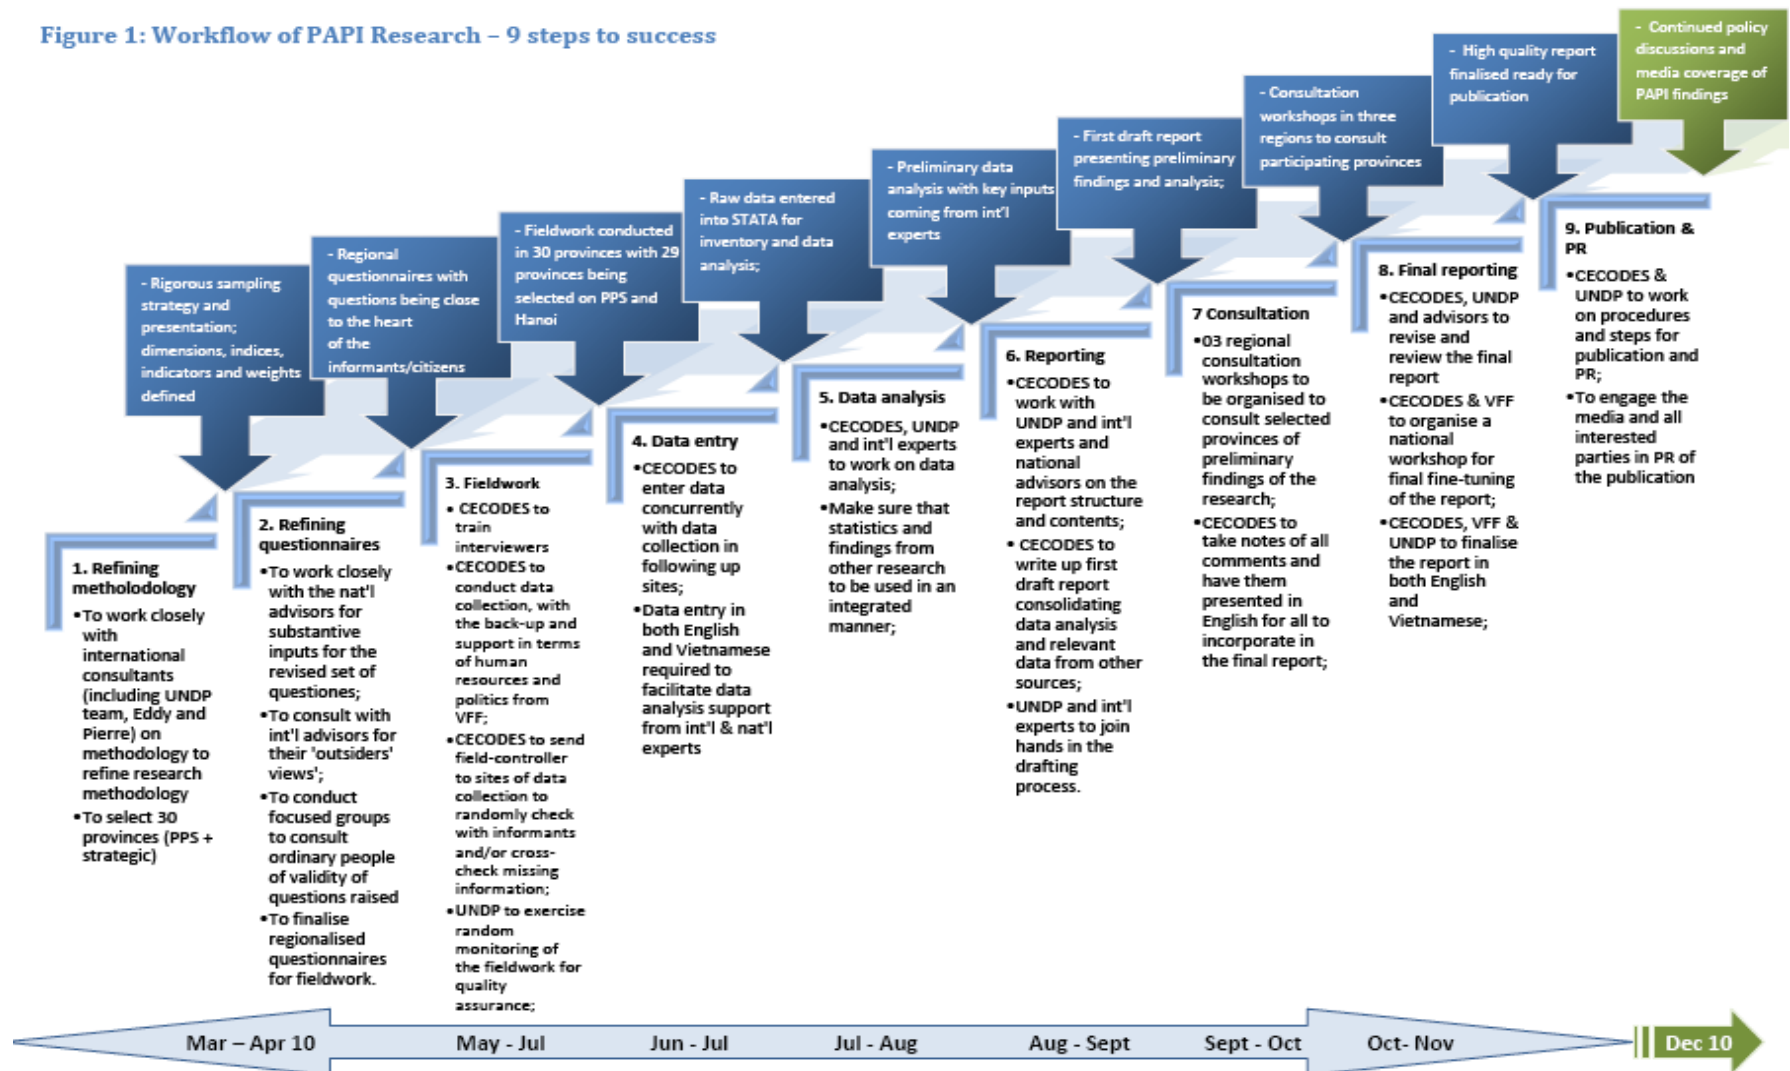 Figure 1: Workflow of PAPI Research – 9 steps to success
- Rigorous sampling
strategy and
presentation;
dimensions, indices,
indicators and weights
defined
- Regional
questionnaires with
questions being close
to the heart
of the
informants/citizens
- Fieldwork conducted
in 30 provinces with 29
provinces being
selected on PPS and
Hanoi
- Raw data entered
into STATA for
inventory and data
analysis;
- Preliminary data
analysis with key inputs
coming from int'l
experts
- First draft report
presenting preliminary
findings and analysis;
- Consultation
workshops in three
regions to consult
participating provinces
- High quality report
finalised ready for
publication
- Continued policy
discussions and
media coverage of
PAPI findings
1. Refining
metholodology
•To work closely
with
international
consultants
(including UNDP
team, Eddy and
Pierre) on
methodology to
refine research
methodology
•To select 30
provinces (PPS +
strategic)
2. Refining
questionnaires
•To work closely
with the nat'l
advisors for
substantive
inputs for the
revised set of
questiones;
•To consult with
int'l advisors for
their 'outsiders'
views';
•To conduct
focused groups
to consult
ordinary people
of validity of
questions raised
•To finalise
regionalised
questionnaires
for fieldwork.
3. Fieldwork
• CECODES to
train
interviewers
•CECODES to
conduct data
collection, with
the back-up and
support in terms
of human
resources and
politics from
VFF;
•CECODES to send
field-controller
to sites of data
collection to
randomly check
with informants
and/or cross-
check missing
information;
•UNDP to exercise
random
monitoring of
the fieldwork for
quality
assurance;
4. Data entry
•CECODES to
enter data
concurrently
with data
collection in
following up
sites;
•Data entry in
both English
and Vietnamese
required to
facilitate data
analysis support
from int'l & nat'l
experts
5. Data analysis
•CECODES, UNDP
and int'l experts
to work on data
analysis;
•Make sure that
statistics and
findings from
other research
to be used in an
integrated
manner;
6. Reporting
•CECODES to
work with
UNDP and int'l
experts and
national
advisors on the
report structure
and contents;
• CECODES to
write up first
draft report
consolidating
data analysis
and relevant
data from other
sources;
•UNDP and int'l
experts to join
hands in the
drafting
process.
7 Consultation
•03 regional
consultation
workshops to
be organised to
consult selected
provinces of
preliminary
findings of the
research;
•CECODES to
take notes of all
comments and
have them
presented in
English for all to
incorporate in
the final report;
8. Final reporting
•CECODES, UNDP
and advisors to
revise and
review the final
report
•CECODES & VFF
to organise a
national
workshop for
final fine-tuning
of the report;
•CECODES, VFF &
UNDP to finalise
the report in
both English
and
Vietnamese;
9. Publication &
PR
•CECODES &
UNDP to work
on procedures
and steps for
publication and
PR;
•To engage the
media and all
interested
parties in PR of
the publication
Mar – Apr 10
May - Jul
Jun - Jul
Jul - Aug
Aug - Sept
Sept - Oct
Oct- Nov
Dec 10